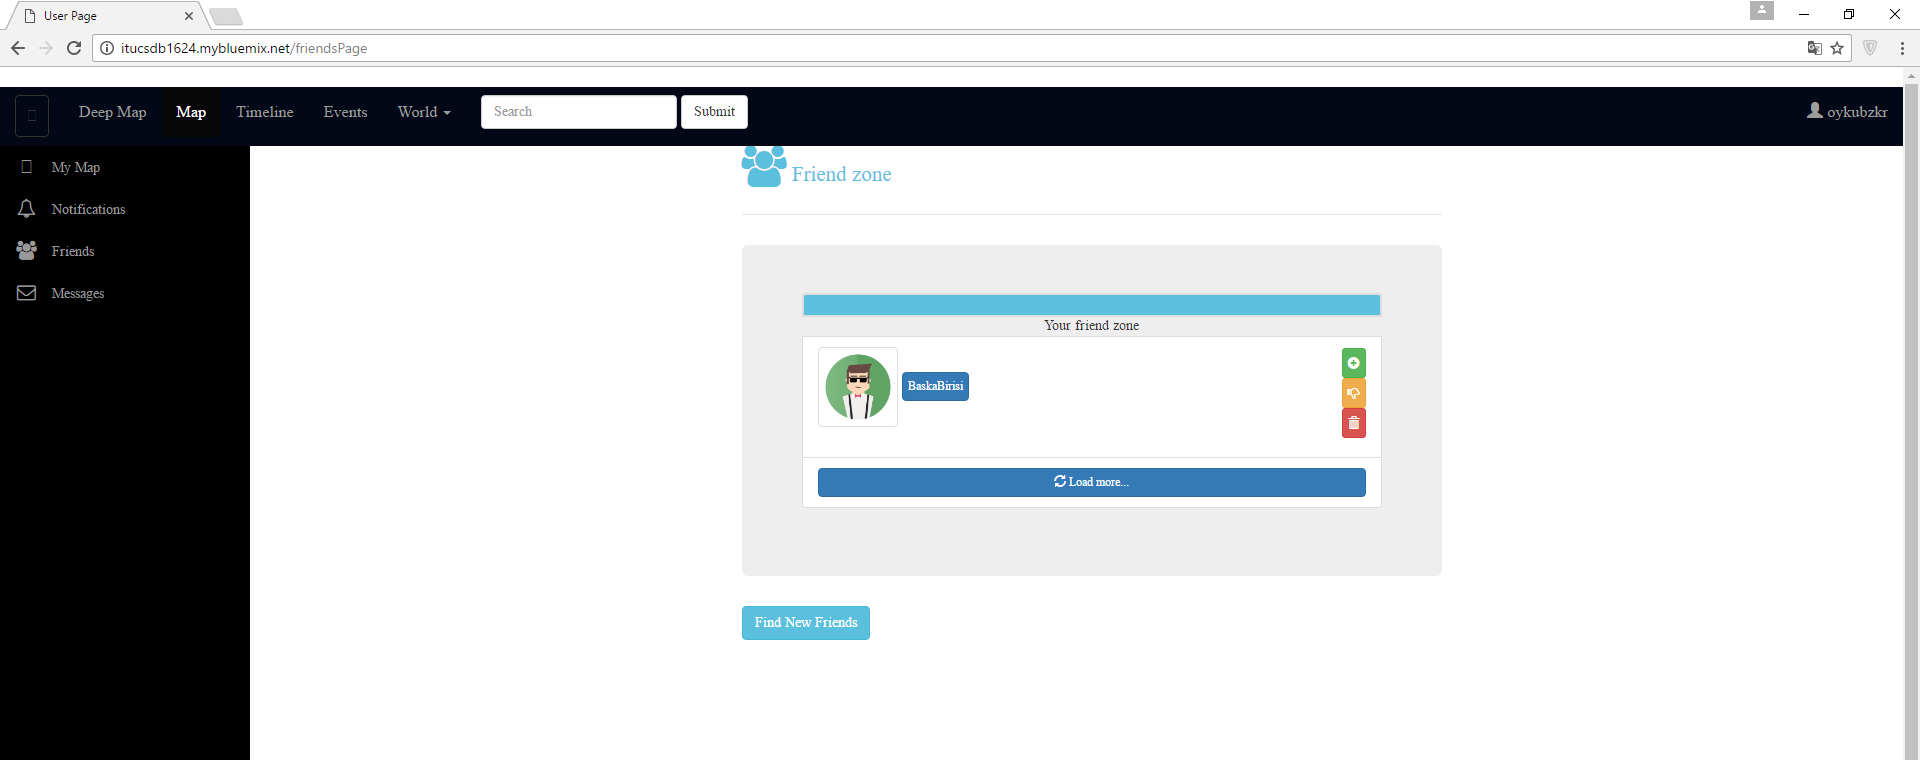 User Page
itucsdb1624.mybluemix.net/friendsPage
Deep Map Map Timeline Events World Search Submit oykubzkr
My Map
Notifications
Friends
Messages
Friend zone
Your friend zone
BaskaBirisi
Load more...
Find New Friends